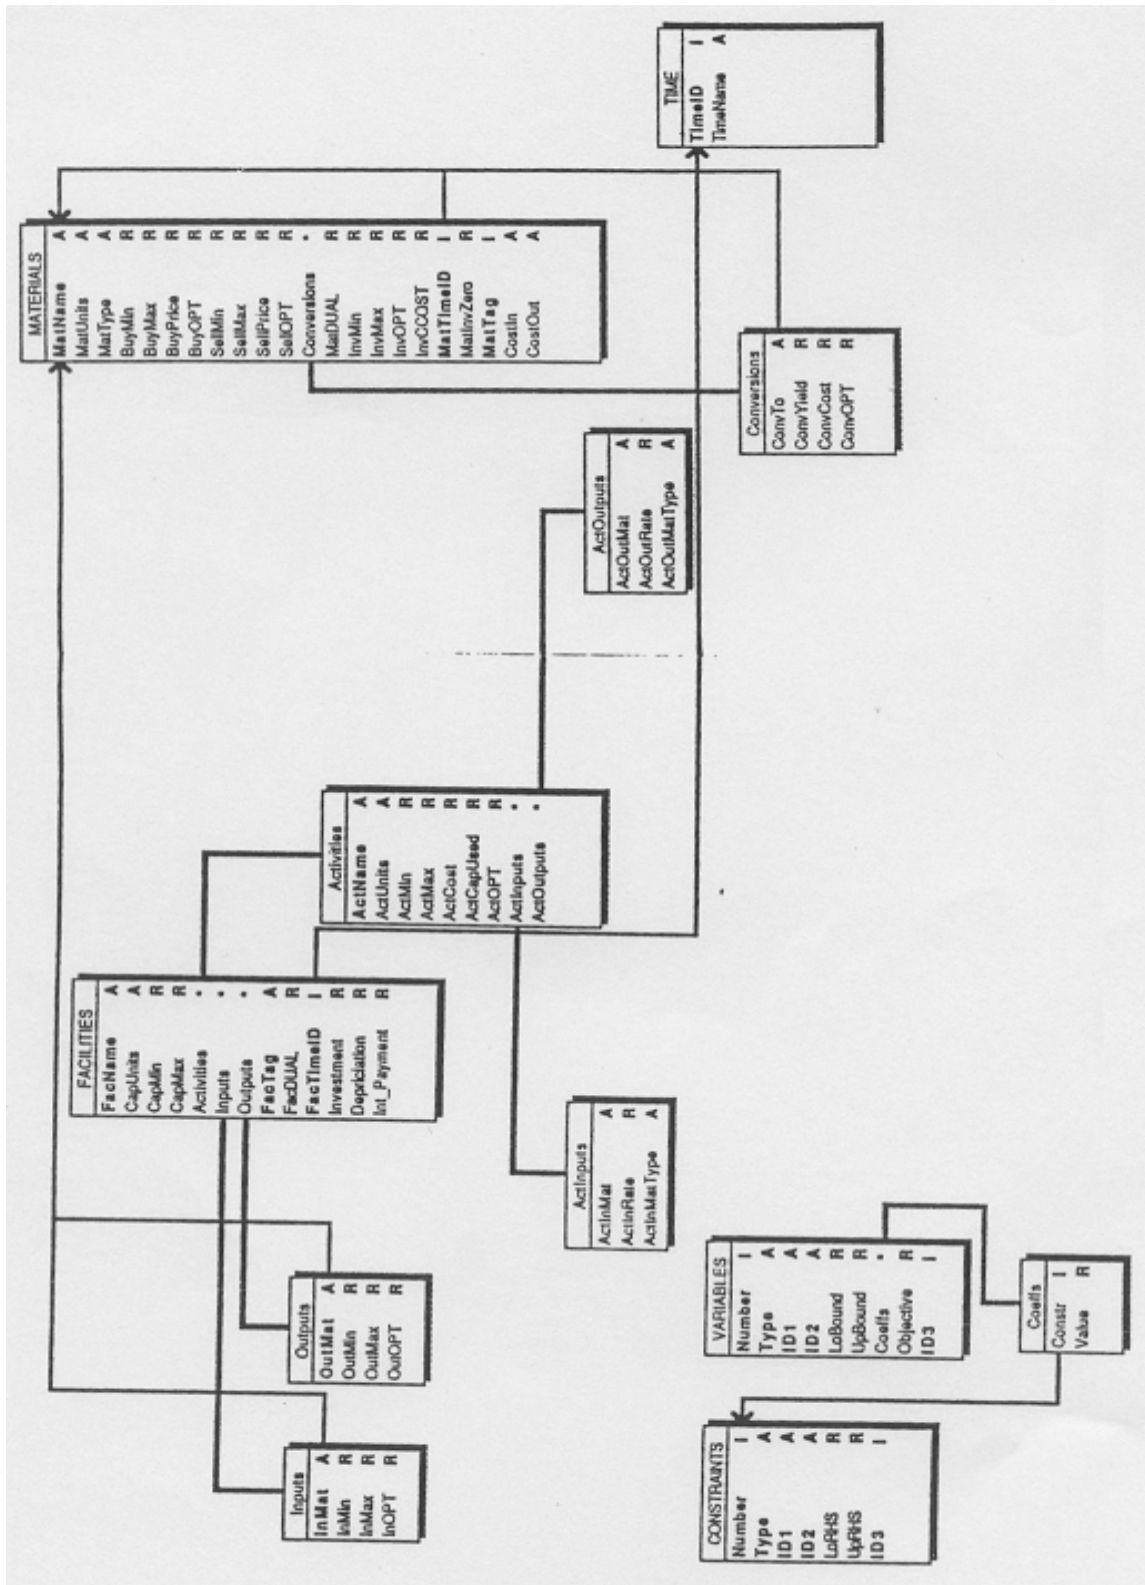 MATERIALS
MatName A
MatUnits A
MatType A
BuyMin R
BuyMax R
BuyPrice R
BuyOPT R
SellMin R
SellMax R
SellPrice R
SellOPT R
Conversions *
MatDUAL R
InvMin R
InvMax R
InvOPT R
InvCCOST R
MatTimeID I
MatInvZero R
MatTag I
CostIn A
CostOut A
FACILITIES
FacName A
CapUnits A
CapMin R
CapMax R
Activities *
Inputs *
Outputs *
FacTag A
FacDUAL R
FacTimeID I
Investment R
Depriciation R
Int_Payment R
Inputs
InMat A
InMin R
InMax R
InOPT R
Outputs
OutMat A
OutMin R
OutMax R
OutOPT R
Activities
ActName A
ActUnits A
ActMin R
ActMax R
ActCost R
ActCapUsed R
ActOPT R
ActInputs *
ActOutputs *
ActInputs
ActInMat A
ActInRate R
ActInMatType A
ActOutputs
ActOutMat A
ActOutRate R
ActOutMatType A
TIME
TimeID I
TimeName A
Conversions
ConvTo A
ConvYield R
ConvCost R
ConvOPT R
CONSTRAINTS
Number I
Type A
ID1 A
ID2 A
LoRHS R
UpRHS R
ID3 I
VARIABLES
Number I
Type A
ID1 A
ID2 A
LoBound R
UpBound R
Coeffs *
Objective R
ID3 I
Coeffs
Constr I
Value R